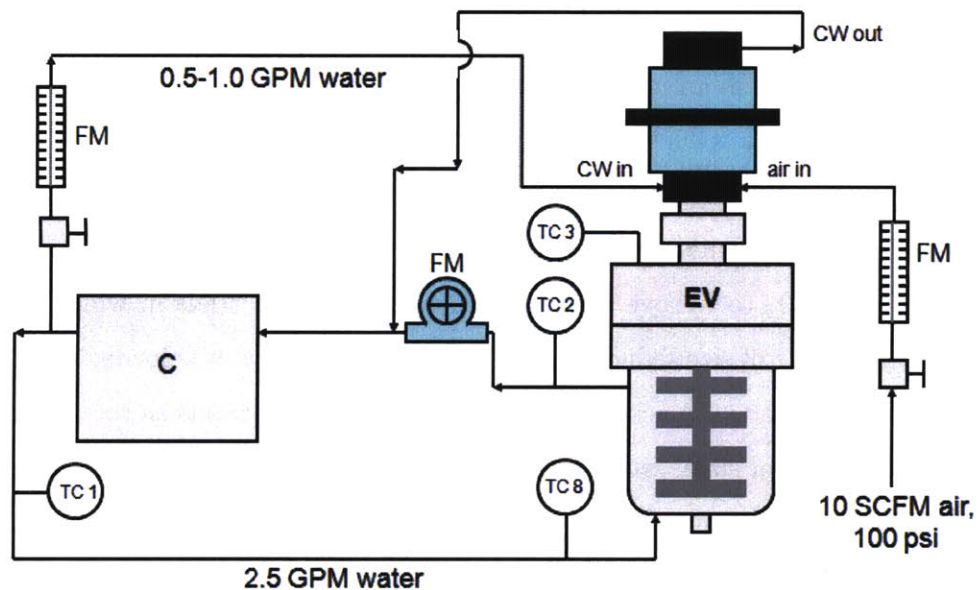 CW out
0.5-1.0 GPM water
FM
CW in
air in
TC 3
FM
FM
TC 2
EV
C
TC 1
TC 8
10 SCFM air,
100 psi
2.5 GPM water